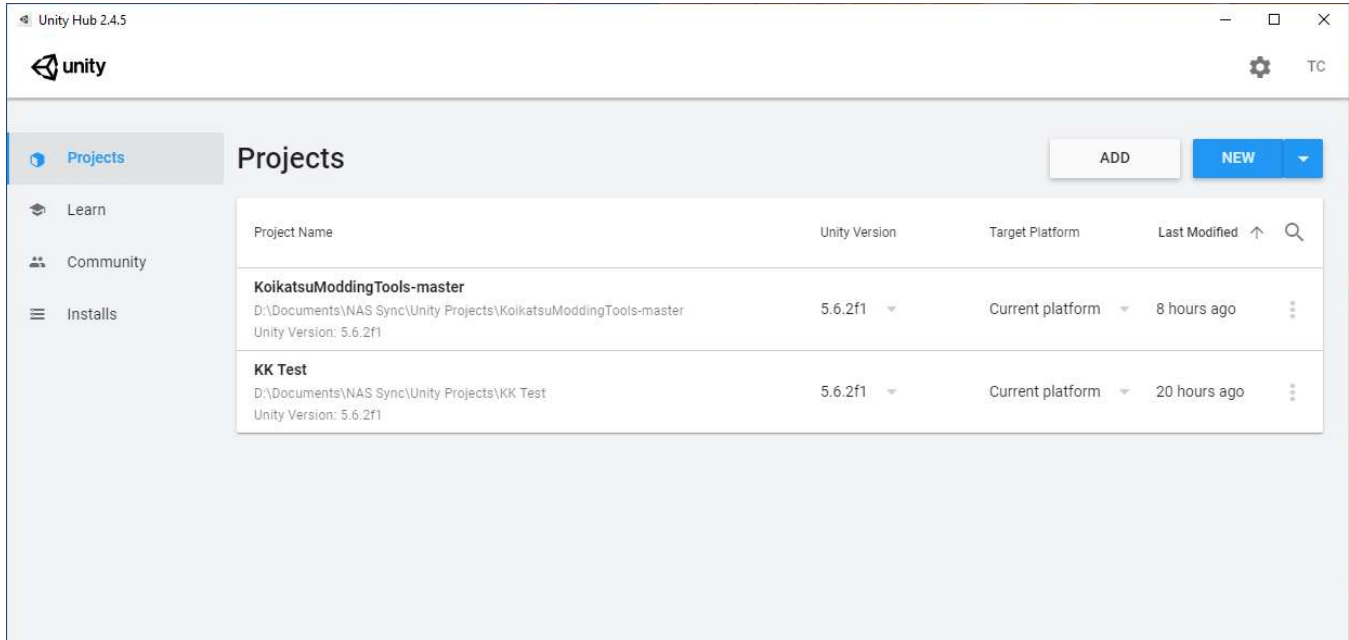 Unity Hub 2.4.5
unity
TC
Projects
Learn
Community
Installs
Projects
ADD
NEW
Project Name
Unity Version
Target Platform
Last Modified
KoikatsuModdingTools-master
D:\Documents\NAS Sync\Unity Projects\KoikatsuModdingTools-master
Unity Version: 5.6.2f1
5.6.2f1
Current platform
8 hours ago
KK Test
D:\Documents\NAS Sync\Unity Projects\KK Test
Unity Version: 5.6.2f1
5.6.2f1
Current platform
20 hours ago